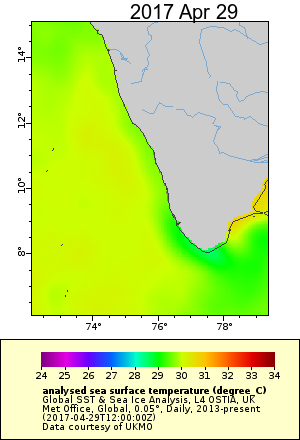 2017 Apr 29
14°
12°
10°
8°
74° 76° 78°
24 25 26 27 28 29 30 31 32 33 34
analysed sea surface temperature (degree_C)
Global SST & Sea Ice Analysis, L4 OSTIA, UK
Met Office, Global, 0.05°, Daily, 2013-present
(2017-04-29T12:00:00Z)
Data courtesy of UKMO